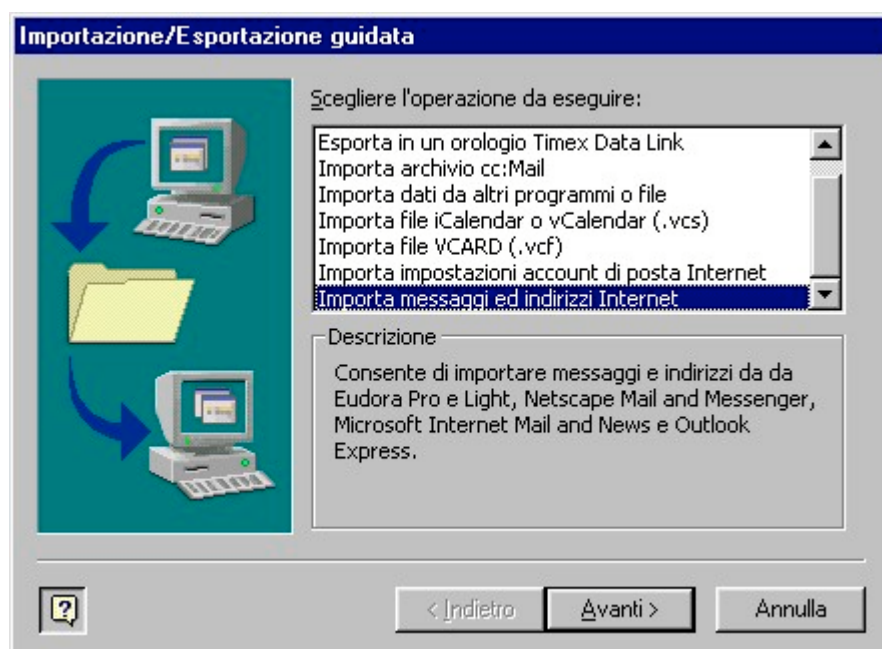 Importazione/Esportazione guidata
Scegliere l'operazione da eseguire:
Esporta in un orologio Timex Data Link
Importa archivio cc:Mail
Importa dati da altri programmi o file
Importa file iCalendar o vCalendar (.vcs)
Importa file VCARD (.vcf)
Importa impostazioni account di posta Internet
Importa messaggi ed indirizzi Internet
Descrizione
Consente di importare messaggi e indirizzi da da
Eudora Pro e Light, Netscape Mail and Messenger,
Microsoft Internet Mail and News e Outlook
Express.
?
< Indietro
Avanti >
Annulla